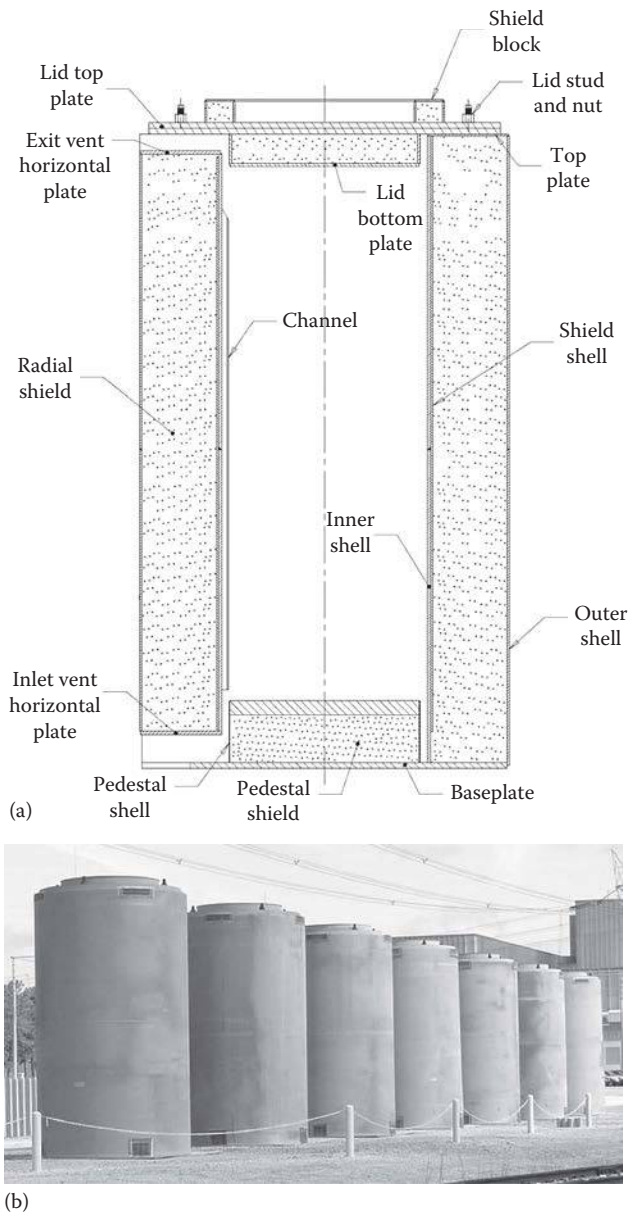 Shield
block
Lid top
plate
Lid stud
and nut
Exit vent
horizontal
plate
Top
plate
Lid
bottom
plate
Channel
Shield
shell
Radial
shield
Inner
shell
Outer
shell
Inlet vent
horizontal
plate
Pedestal
shell
Pedestal
shield
Baseplate
(a)
(b)